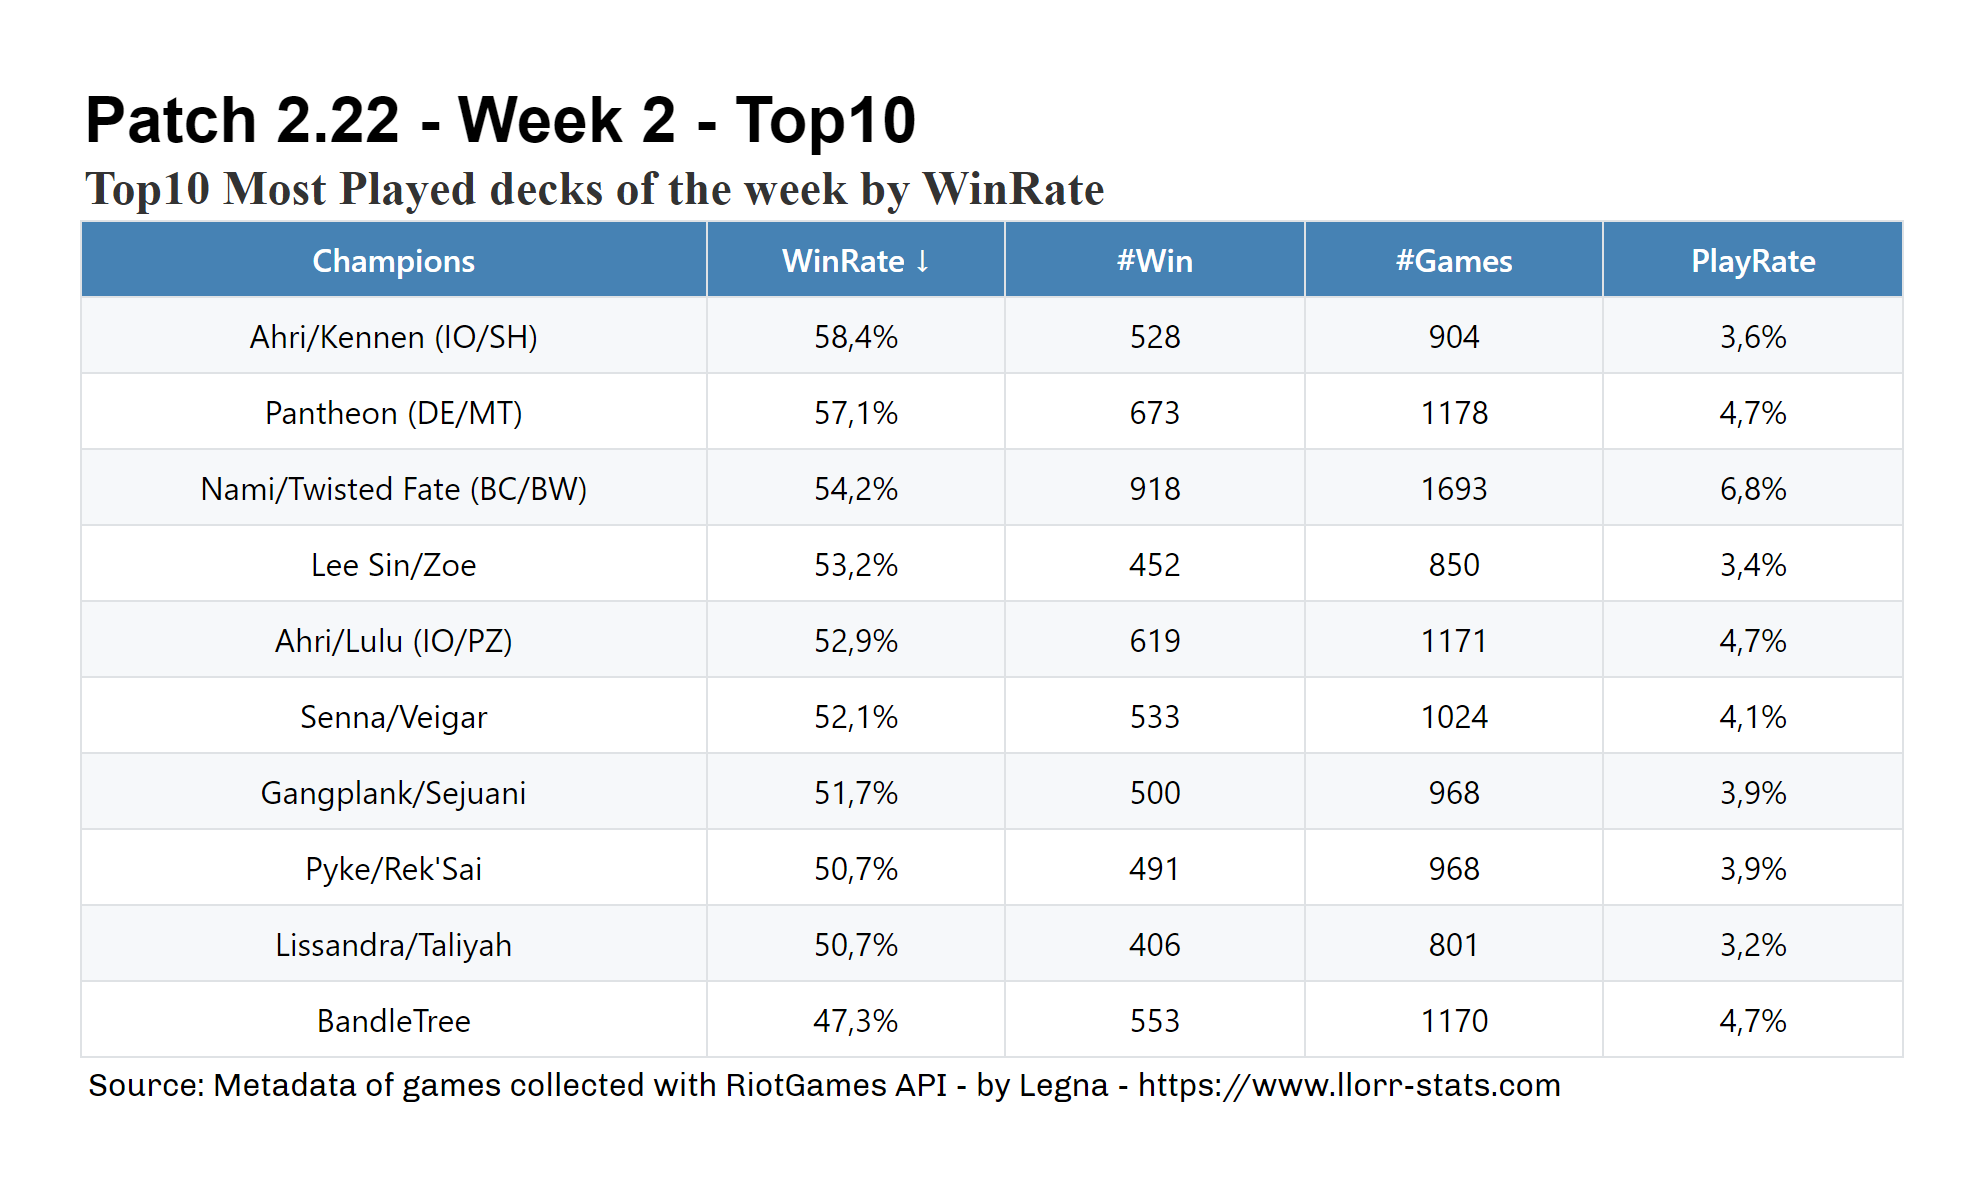 Patch 2.22 - Week 2 - Top10
Top10 Most Played decks of the week by WinRate
Champions WinRate ↓ #Win #Games PlayRate
Ahri/Kennen (IO/SH) 58,4% 528 904 3,6%
Pantheon (DE/MT) 57,1% 673 1178 4,7%
Nami/Twisted Fate (BC/BW) 54,2% 918 1693 6,8%
Lee Sin/Zoe 53,2% 452 850 3,4%
Ahri/Lulu (IO/PZ) 52,9% 619 1171 4,7%
Senna/Veigar 52,1% 533 1024 4,1%
Gangplank/Sejuani 51,7% 500 968 3,9%
Pyke/Rek'Sai 50,7% 491 968 3,9%
Lissandra/Taliyah 50,7% 406 801 3,2%
BandleTree 47,3% 553 1170 4,7%
Source: Metadata of games collected with RiotGames API - by Legna - https://www.llorr-stats.com